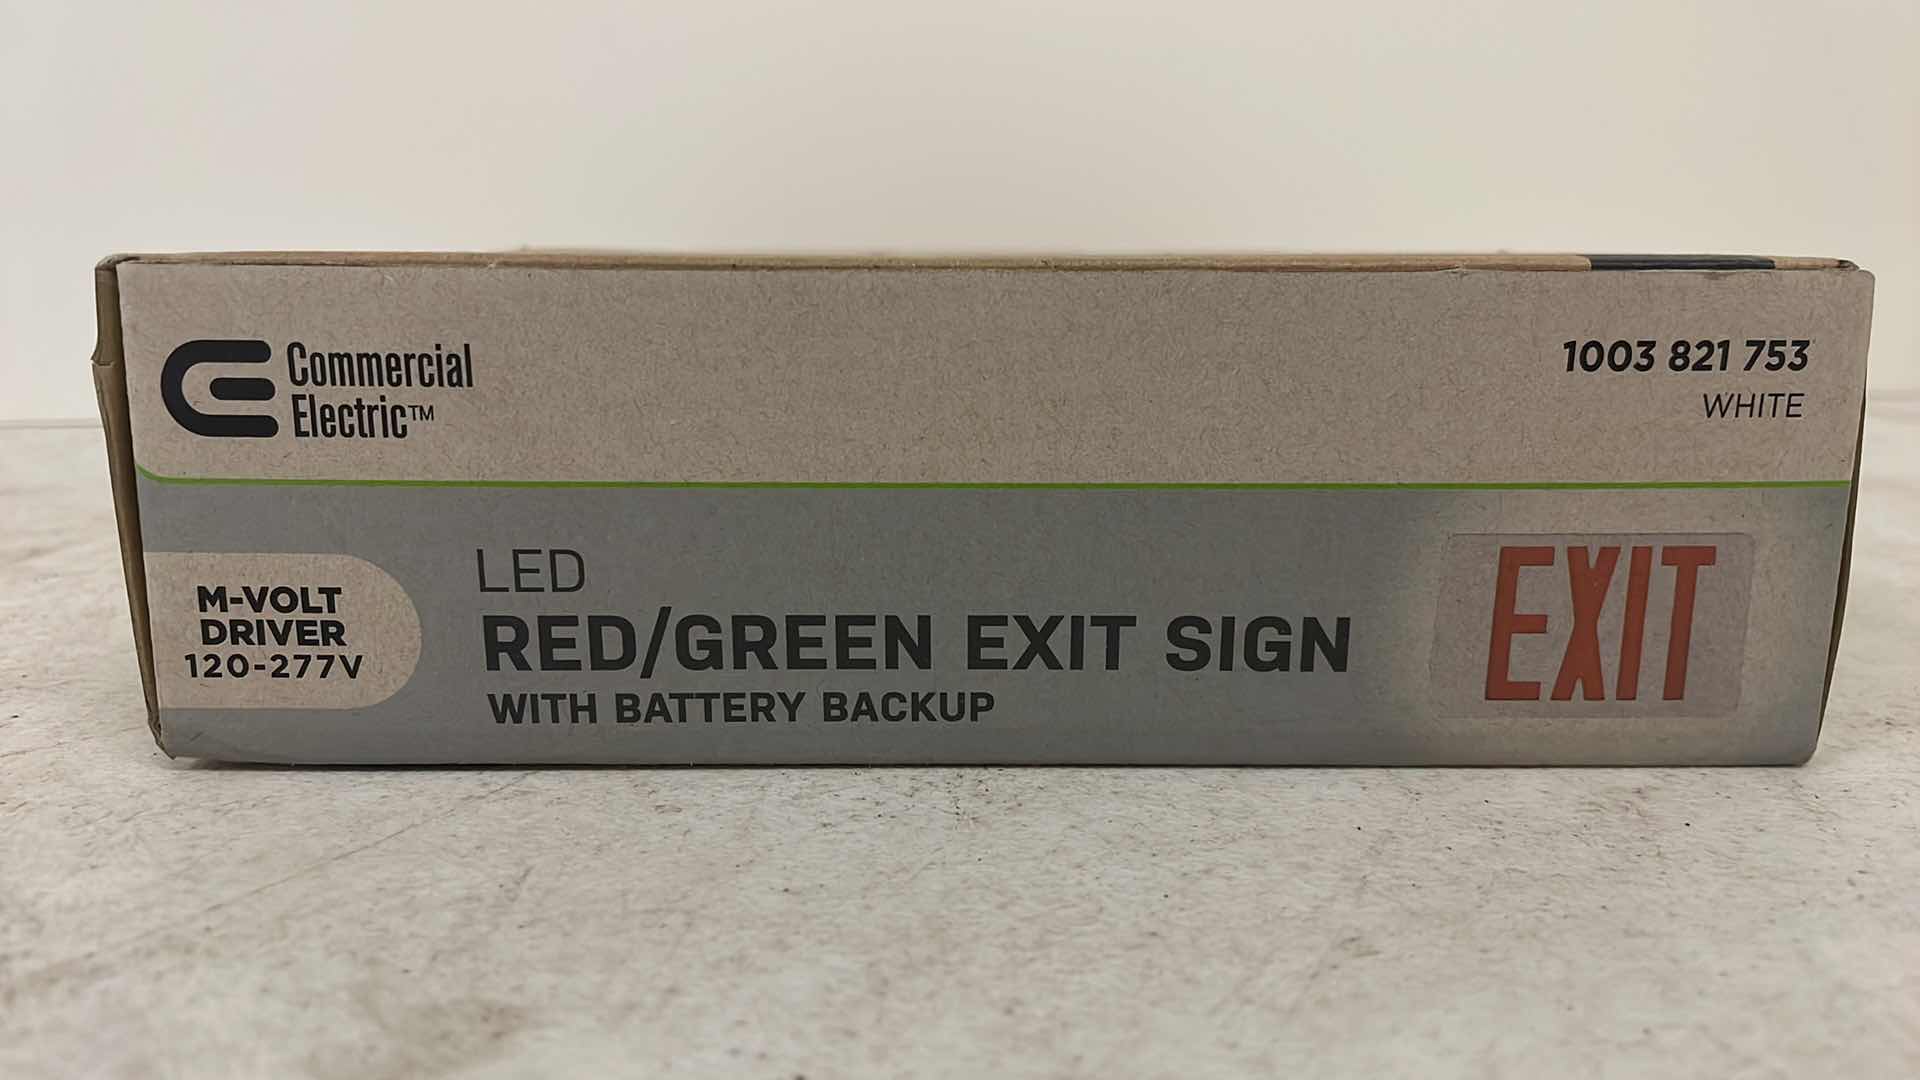 Commercial
Electric™
1003 821 753
WHITE
M-VOLT
DRIVER
120-277V
LED
RED/GREEN EXIT SIGN
WITH BATTERY BACKUP
EXIT